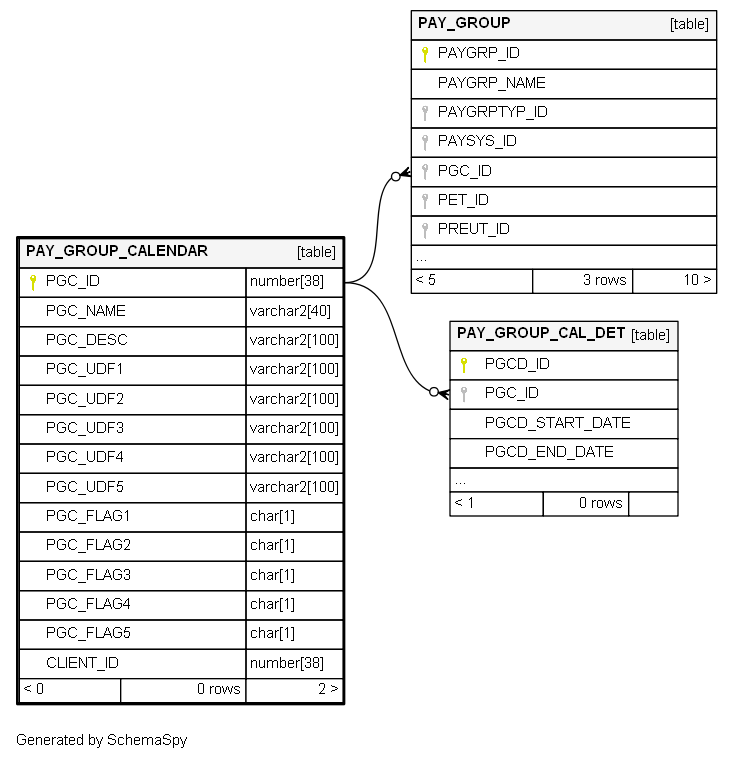 PAY_GROUP [table]
PAYGRP_ID
PAYGRP_NAME
PAYGRPTYP_ID
PAYSYS_ID
PGC_ID
PET_ID
PREUT_ID
...
< 5 3 rows 10 >
PAY_GROUP_CALENDAR [table]
PGC_ID number[38]
PGC_NAME varchar2[40]
PGC_DESC varchar2[100]
PGC_UDF1 varchar2[100]
PGC_UDF2 varchar2[100]
PGC_UDF3 varchar2[100]
PGC_UDF4 varchar2[100]
PGC_UDF5 varchar2[100]
PGC_FLAG1 char[1]
PGC_FLAG2 char[1]
PGC_FLAG3 char[1]
PGC_FLAG4 char[1]
PGC_FLAG5 char[1]
CLIENT_ID number[38]
< 0 0 rows 2 >
PAY_GROUP_CAL_DET [table]
PGCD_ID
PGC_ID
PGCD_START_DATE
PGCD_END_DATE
...
< 1 0 rows
Generated by SchemaSpy